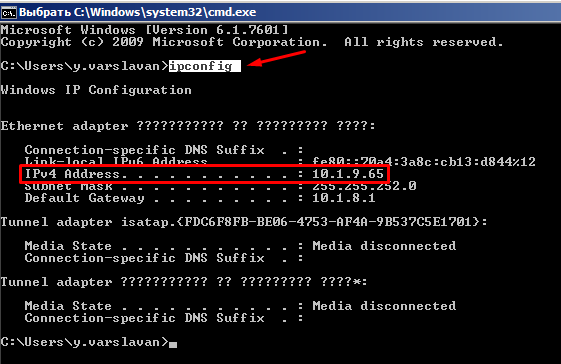 Выбрать C:\Windows\system32\cmd.exe
Microsoft Windows [Version 6.1.7601]
Copyright (c) 2009 Microsoft Corporation.  All rights reserved.
C:\Users\y.varslavan>ipconfig
Windows IP Configuration
Ethernet adapter ??????????? ?? ????????? ????:
Connection-specific DNS Suffix  . :
Link-local IPv6 Address . . . . . : fe80::70a4:3a8c:cb13:d844%12
IPv4 Address. . . . . . . . . . . : 10.1.9.65
Subnet Mask . . . . . . . . . . . : 255.255.252.0
Default Gateway . . . . . . . . . : 10.1.8.1
Tunnel adapter isatap.{FDC6F8FB-BE06-4753-AF4A-9B537C5E1701}:
Media State . . . . . . . . . . . : Media disconnected
Connection-specific DNS Suffix  . :
Tunnel adapter ??????????? ?? ????????? ????*:
Media State . . . . . . . . . . . : Media disconnected
Connection-specific DNS Suffix  . :
C:\Users\y.varslavan>